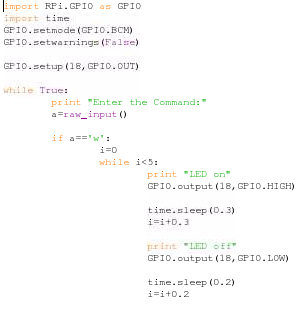 import RPi.GPIO as GPIO
import time
GPIO.setmode(GPIO.BCM)
GPIO.setwarnings(False)

GPIO.setup(18,GPIO.OUT)

while True:
        print "Enter the Command:"
        a=raw_input()

        if a=='w':
                i=0
                while i<5:
                        print "LED on"
                        GPIO.output(18,GPIO.HIGH)

                        time.sleep(0.3)
                        i=i+0.3

                        print "LED off"
                        GPIO.output(18,GPIO.LOW)

                        time.sleep(0.2)
                        i=i+0.2